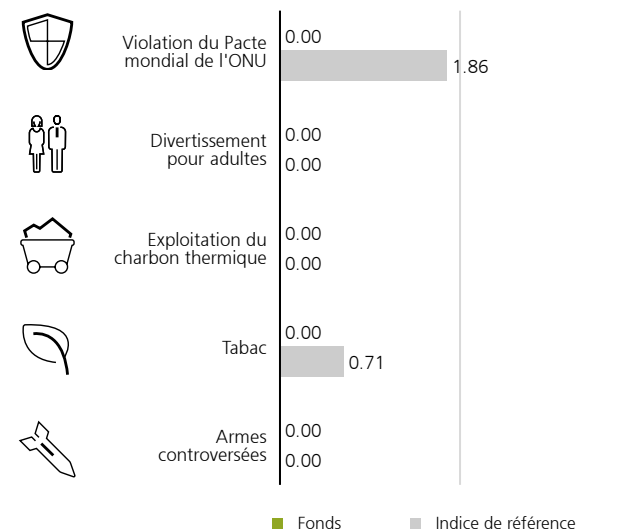 Violation du Pacte
mondial de l'ONU
0.00
1.86
Divertissement
pour adultes
0.00
0.00
Exploitation du
charbon thermique
0.00
0.00
Tabac
0.00
0.71
Armes
controversées
0.00
0.00
Fonds
Indice de référence